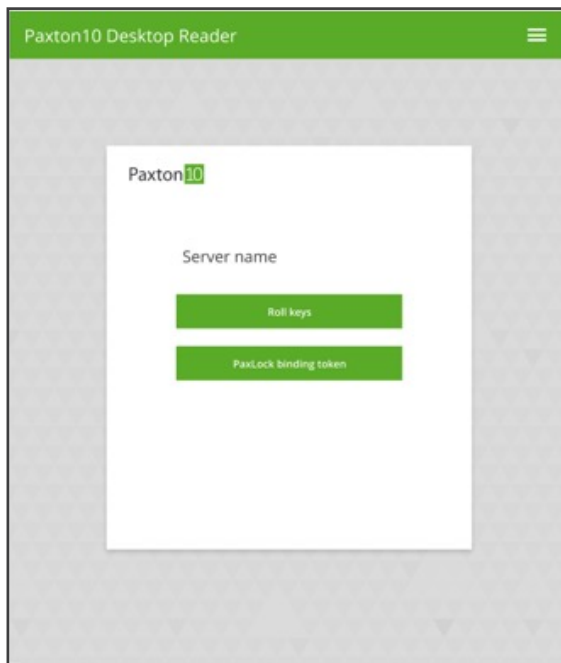 Paxton10 Desktop Reader
Paxton10
Server name
Roll keys
PaxLock binding token